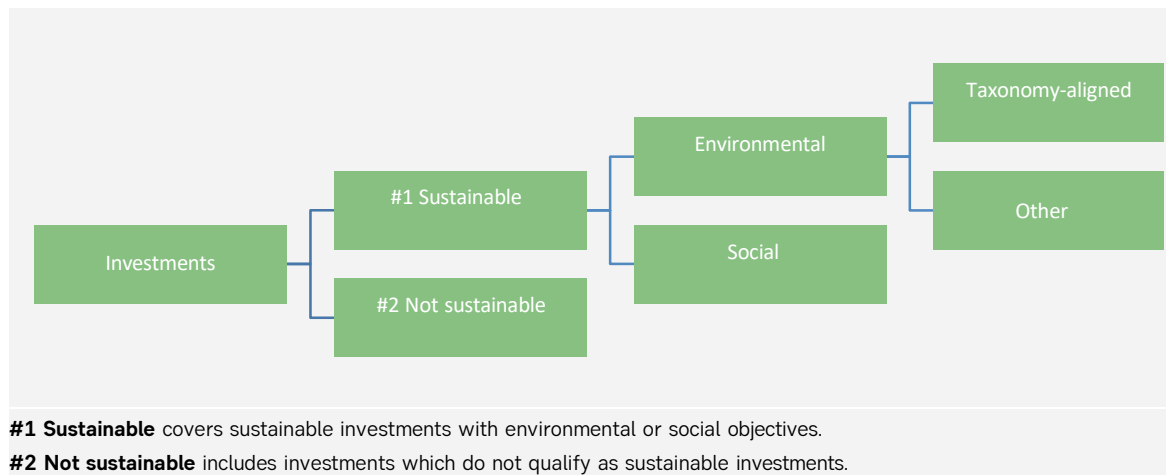 Taxonomy-aligned
Environmental
#1 Sustainable
Other
Investments
Social
#2 Not sustainable
#1 Sustainable covers sustainable investments with environmental or social objectives.
#2 Not sustainable includes investments which do not qualify as sustainable investments.